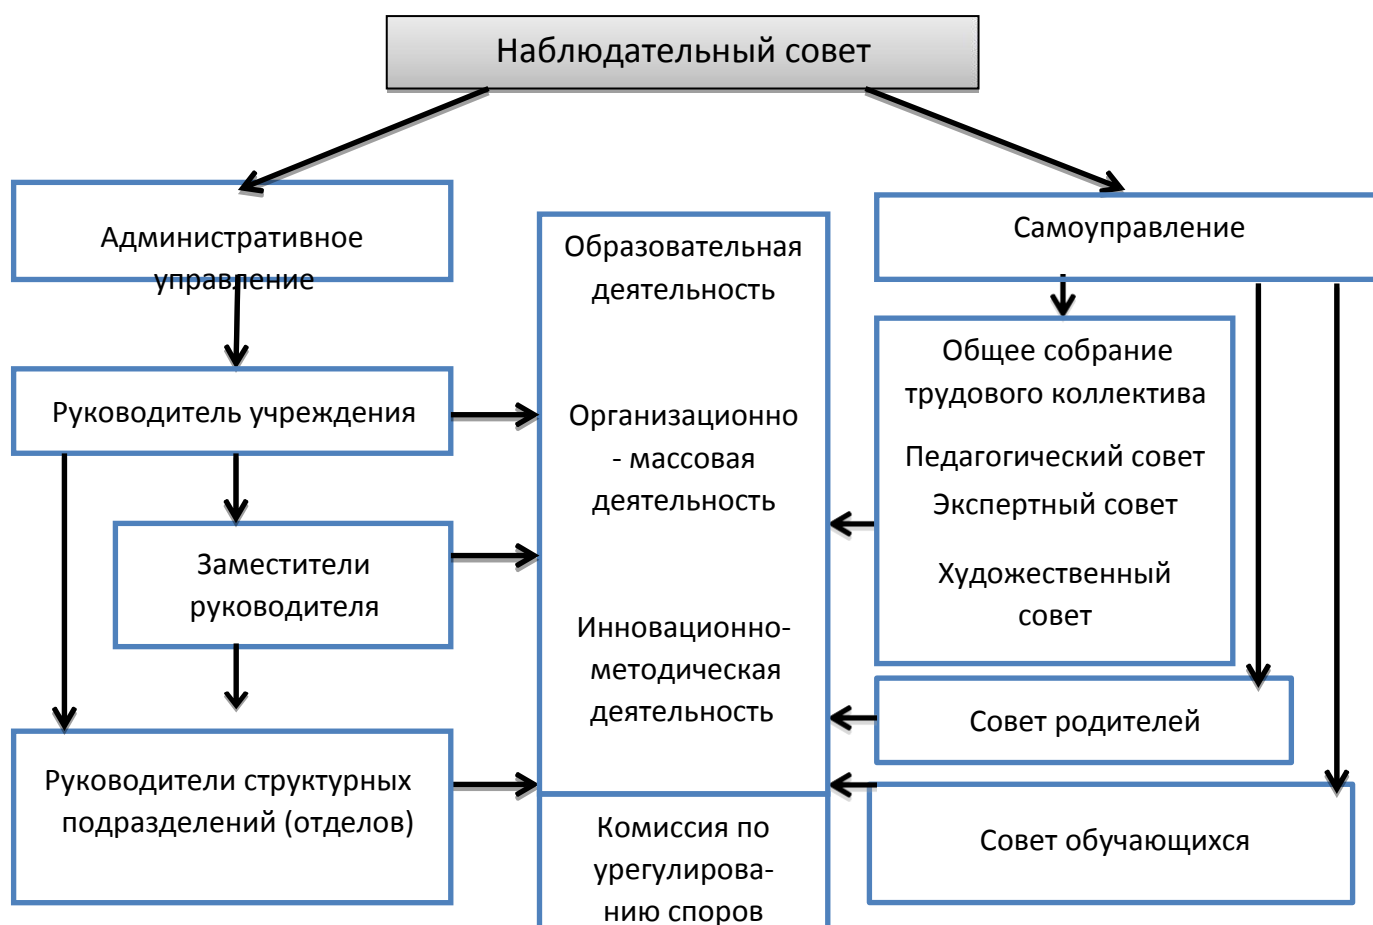 Наблюдательный совет
Административное
управление
Руководитель учреждения
Заместители
руководителя
Руководители структурных
подразделений (отделов)
Образовательная
деятельность
Организационно
- массовая
деятельность
Инновационно-
методическая
деятельность
Комиссия по
урегулирова-
нию споров
Самоуправление
Общее собрание
трудового коллектива
Педагогический совет
Экспертный совет
Художественный
совет
Совет родителей
Совет обучающихся